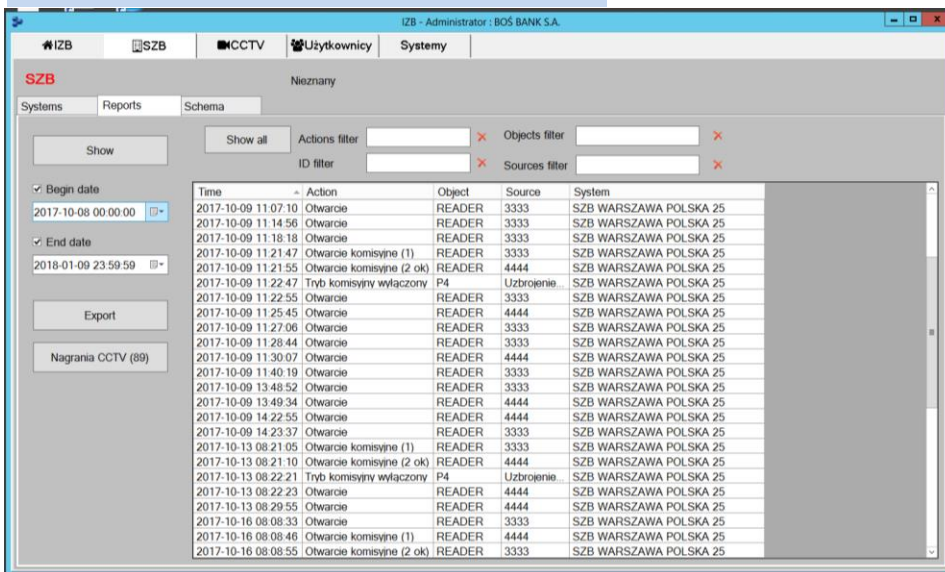 IZB - Administrator : BOŚ BANK S.A.
IZB SZB CCTV Użytkownicy Systemy
SZB Nieznany
Systems Reports Schema
Show Show all Actions filter Objects filter
ID filter Sources filter
Begin date
2017-10-08 00:00:00
End date
2018-01-09 23:59:59
Export
Nagrania CCTV (89)
Time Action Object Source System
2017-10-09 11:07:10 Otwarcie READER 3333 SZB WARSZAWA POLSKA 25
2017-10-09 11:14:56 Otwarcie READER 3333 SZB WARSZAWA POLSKA 25
2017-10-09 11:18:18 Otwarcie READER 3333 SZB WARSZAWA POLSKA 25
2017-10-09 11:21:47 Otwarcie komisyjne (1) READER 3333 SZB WARSZAWA POLSKA 25
2017-10-09 11:21:55 Otwarcie komisyjne (2 ok) READER 4444 SZB WARSZAWA POLSKA 25
2017-10-09 11:22:47 Tryb komisyjny wyłączony P4 Uzbrojenie... SZB WARSZAWA POLSKA 25
2017-10-09 11:22:55 Otwarcie READER 3333 SZB WARSZAWA POLSKA 25
2017-10-09 11:25:45 Otwarcie READER 4444 SZB WARSZAWA POLSKA 25
2017-10-09 11:27:06 Otwarcie READER 3333 SZB WARSZAWA POLSKA 25
2017-10-09 11:28:44 Otwarcie READER 3333 SZB WARSZAWA POLSKA 25
2017-10-09 11:30:07 Otwarcie READER 4444 SZB WARSZAWA POLSKA 25
2017-10-09 11:40:19 Otwarcie READER 3333 SZB WARSZAWA POLSKA 25
2017-10-09 13:48:52 Otwarcie READER 3333 SZB WARSZAWA POLSKA 25
2017-10-09 13:49:34 Otwarcie READER 4444 SZB WARSZAWA POLSKA 25
2017-10-09 14:22:55 Otwarcie READER 4444 SZB WARSZAWA POLSKA 25
2017-10-09 14:23:37 Otwarcie READER 3333 SZB WARSZAWA POLSKA 25
2017-10-13 08:21:05 Otwarcie komisyjne (1) READER 3333 SZB WARSZAWA POLSKA 25
2017-10-13 08:21:10 Otwarcie komisyjne (2 ok) READER 4444 SZB WARSZAWA POLSKA 25
2017-10-13 08:22:21 Tryb komisyjny wyłączony P4 Uzbrojenie... SZB WARSZAWA POLSKA 25
2017-10-13 08:22:23 Otwarcie READER 4444 SZB WARSZAWA POLSKA 25
2017-10-13 08:29:55 Otwarcie READER 4444 SZB WARSZAWA POLSKA 25
2017-10-16 08:08:33 Otwarcie READER 3333 SZB WARSZAWA POLSKA 25
2017-10-16 08:08:46 Otwarcie komisyjne (1) READER 4444 SZB WARSZAWA POLSKA 25
2017-10-16 08:08:55 Otwarcie komisyjne (2 ok) READER 3333 SZB WARSZAWA POLSKA 25